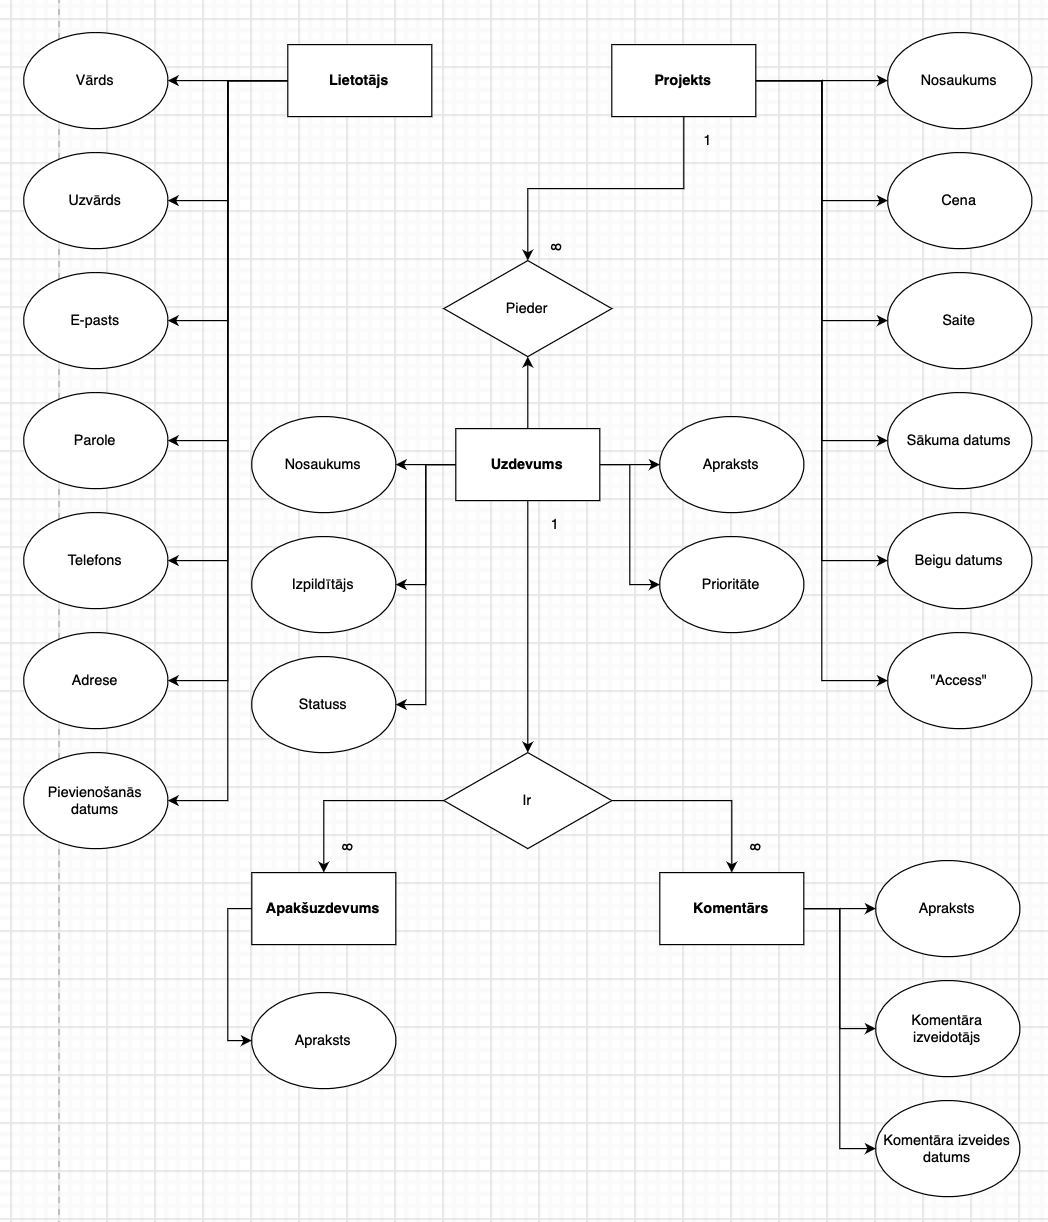 Vārds
Lietotājs
Projekts
Nosaukums
1
Uzvārds
Cena
∞
Pieder
E-pasts
Saite
Parole
Nosaukums
Uzdevums
Apraksts
Sākuma datums
1
Telefons
Izpildītājs
Prioritāte
Beigu datums
Adrese
Statuss
"Access"
Pievienošanās
datums
Ir
∞
∞
Apakšuzdevums
Komentārs
Apraksts
Apraksts
Komentāra
izveidotājs
Komentāra izveides
datums